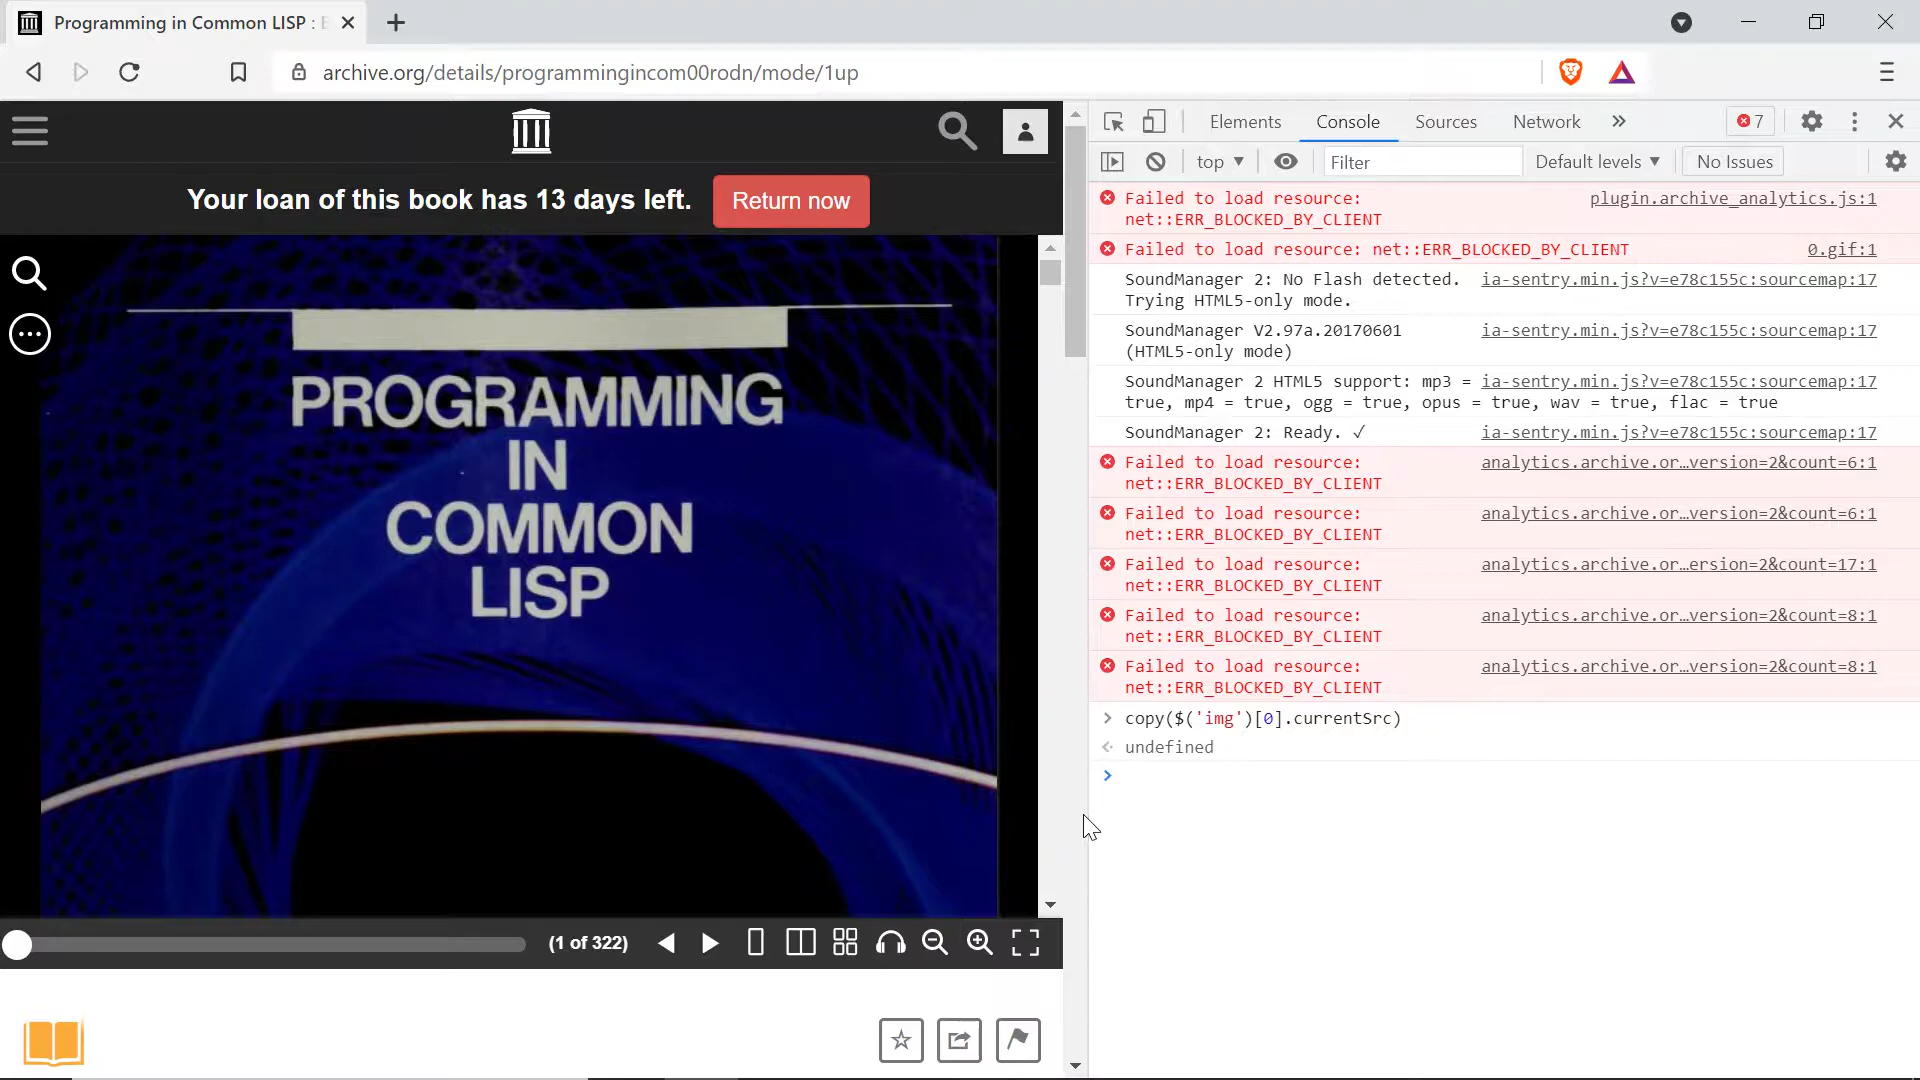 Programming in Common LISP :
archive.org/details/programmingincom00rodn/mode/1up
Your loan of this book has 13 days left.
Return now
PROGRAMMING
IN
COMMON
LISP
(1 of 322)
Elements
Console
Sources
Network
7
top
Filter
Default levels
No Issues
Failed to load resource: plugin.archive_analytics.js:1
net::ERR_BLOCKED_BY_CLIENT
Failed to load resource: net::ERR_BLOCKED_BY_CLIENT 0.gif:1
SoundManager 2: No Flash detected. ia-sentry.min.js?v=e78c155c:sourcemap:17
Trying HTML5-only mode.
SoundManager V2.97a.20170601 ia-sentry.min.js?v=e78c155c:sourcemap:17
(HTML5-only mode)
SoundManager 2 HTML5 support: mp3 = ia-sentry.min.js?v=e78c155c:sourcemap:17
true, mp4 = true, ogg = true, opus = true, wav = true, flac = true
SoundManager 2: Ready. ✓ ia-sentry.min.js?v=e78c155c:sourcemap:17
Failed to load resource: analytics.archive.or…version=2&count=6:1
net::ERR_BLOCKED_BY_CLIENT
Failed to load resource: analytics.archive.or…version=2&count=6:1
net::ERR_BLOCKED_BY_CLIENT
Failed to load resource: analytics.archive.or…ersion=2&count=17:1
net::ERR_BLOCKED_BY_CLIENT
Failed to load resource: analytics.archive.or…version=2&count=8:1
net::ERR_BLOCKED_BY_CLIENT
Failed to load resource: analytics.archive.or…version=2&count=8:1
net::ERR_BLOCKED_BY_CLIENT
copy($('img')[0].currentSrc)
undefined